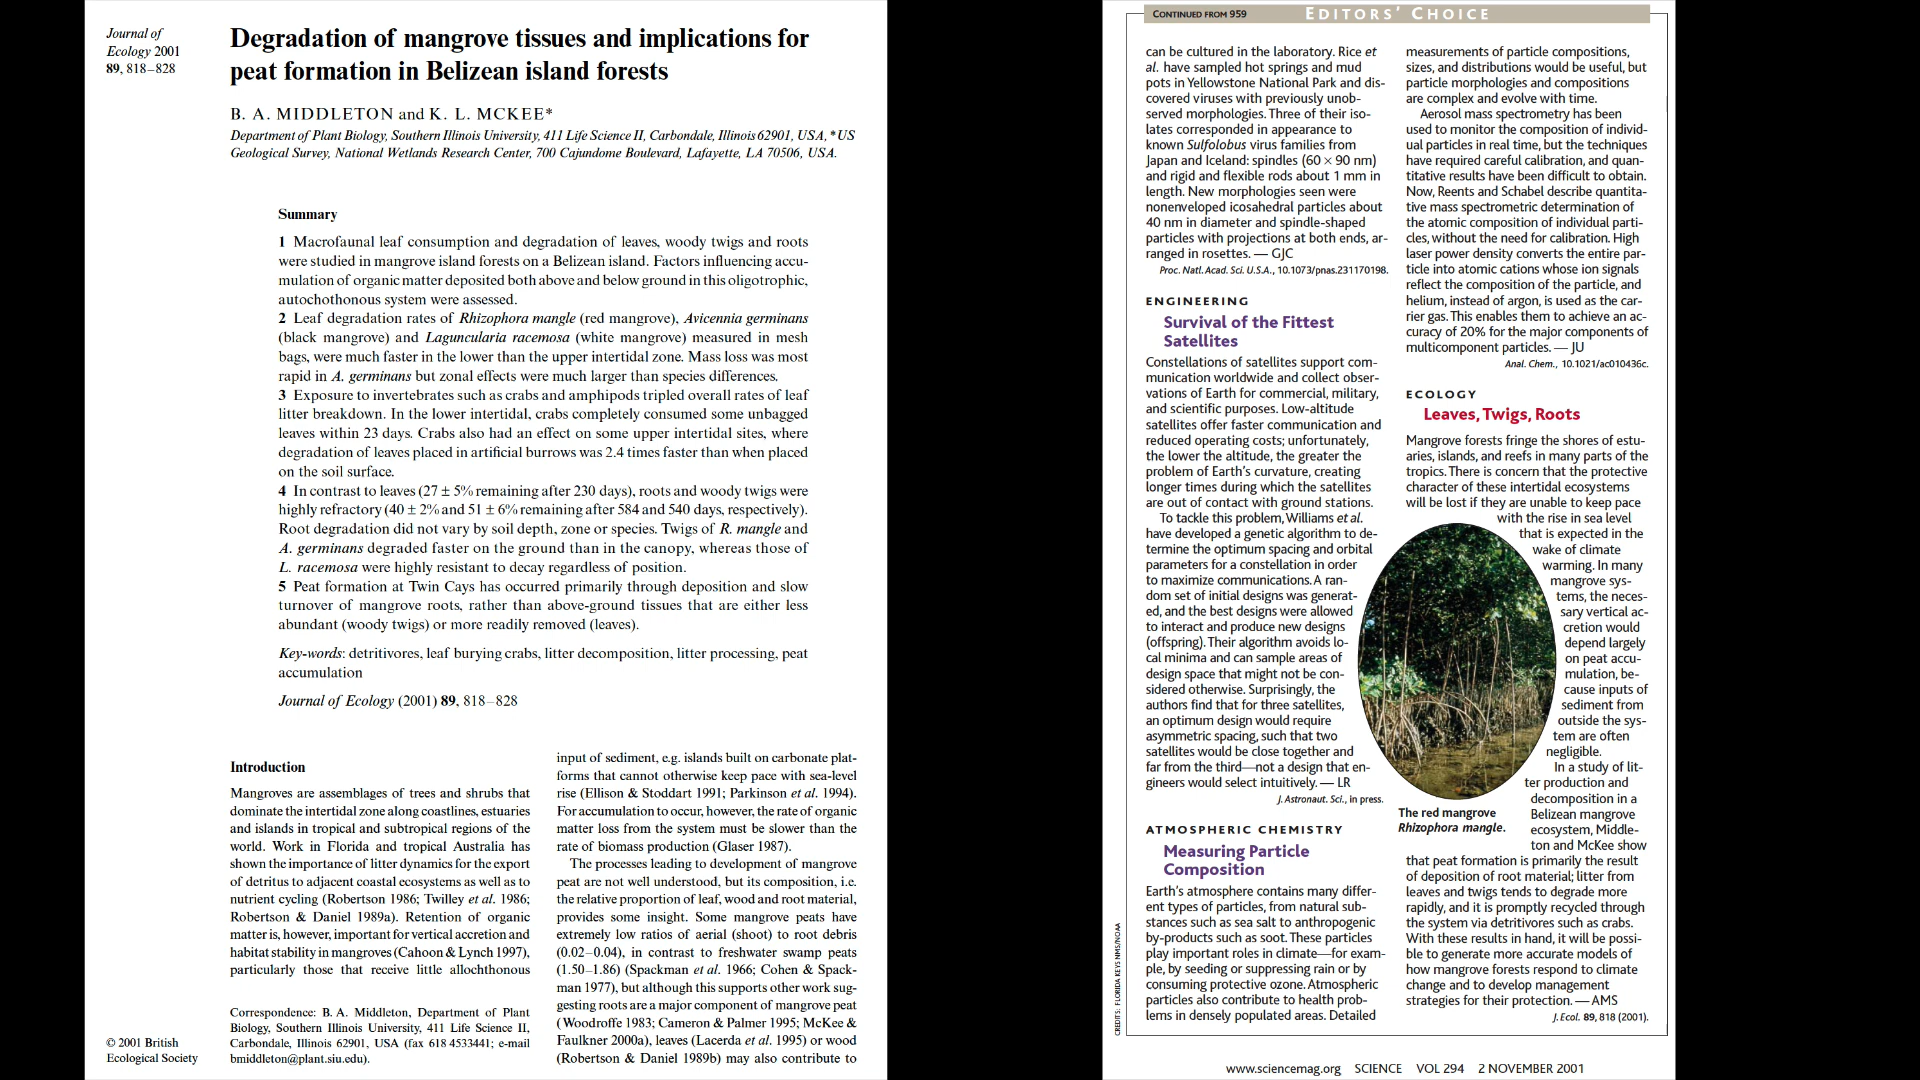 Journal of
Ecology 2001
89, 818–828
Degradation of mangrove tissues and implications for
peat formation in Belizean island forests
B. A. MIDDLETON and K. L. MCKEE*
Department of Plant Biology, Southern Illinois University, 411 Life Science II, Carbondale, Illinois 62901, USA, *US
Geological Survey, National Wetlands Research Center, 700 Cajundome Boulevard, Lafayette, LA 70506, USA.
Summary
1 Macrofaunal leaf consumption and degradation of leaves, woody twigs and roots
were studied in mangrove island forests on a Belizean island. Factors influencing accu-
mulation of organic matter deposited both above and below ground in this oligotrophic,
autochothonous system were assessed.
2 Leaf degradation rates of Rhizophora mangle (red mangrove), Avicennia germinans
(black mangrove) and Laguncularia racemosa (white mangrove) measured in mesh
bags, were much faster in the lower than the upper intertidal zone. Mass loss was most
rapid in A. germinans but zonal effects were much larger than species differences.
3 Exposure to invertebrates such as crabs and amphipods tripled overall rates of leaf
litter breakdown. In the lower intertidal, crabs completely consumed some unbagged
leaves within 23 days. Crabs also had an effect on some upper intertidal sites, where
degradation of leaves placed in artificial burrows was 2.4 times faster than when placed
on the soil surface.
4 In contrast to leaves (27 ± 5% remaining after 230 days), roots and woody twigs were
highly refractory (40 ± 2% and 51 ± 6% remaining after 584 and 540 days, respectively).
Root degradation did not vary by soil depth, zone or species. Twigs of R. mangle and
A. germinans degraded faster on the ground than in the canopy, whereas those of
L. racemosa were highly resistant to decay regardless of position.
5 Peat formation at Twin Cays has occurred primarily through deposition and slow
turnover of mangrove roots, rather than above-ground tissues that are either less
abundant (woody twigs) or more readily removed (leaves).
Key-words: detritivores, leaf burying crabs, litter decomposition, litter processing, peat
accumulation
Journal of Ecology (2001) 89, 818–828
Introduction
Mangroves are assemblages of trees and shrubs that
dominate the intertidal zone along coastlines, estuaries
and islands in tropical and subtropical regions of the
world. Work in Florida and tropical Australia has
shown the importance of litter dynamics for the export
of detritus to adjacent coastal ecosystems as well as to
nutrient cycling (Robertson 1986; Twilley et al. 1986;
Robertson & Daniel 1989a). Retention of organic
matter is, however, important for vertical accretion and
habitat stability in mangroves (Cahoon & Lynch 1997),
particularly those that receive little allochthonous
Correspondence: B. A. Middleton, Department of Plant
Biology, Southern Illinois University, 411 Life Science II,
Carbondale, Illinois 62901, USA (fax 618 4533441; e-mail
bmiddleton@plant.siu.edu).
© 2001 British
Ecological Society
input of sediment, e.g. islands built on carbonate plat-
forms that cannot otherwise keep pace with sea-level
rise (Ellison & Stoddart 1991; Parkinson et al. 1994).
For accumulation to occur, however, the rate of organic
matter loss from the system must be slower than the
rate of biomass production (Glaser 1987).
The processes leading to development of mangrove
peat are not well understood, but its composition, i.e.
the relative proportion of leaf, wood and root material,
provides some insight. Some mangrove peats have
extremely low ratios of aerial (shoot) to root debris
(0.02–0.04), in contrast to freshwater swamp peats
(1.50–1.86) (Spackman et al. 1966; Cohen & Spack-
man 1977), but although this supports other work sug-
gesting roots are a major component of mangrove peat
(Woodroffe 1983; Cameron & Palmer 1995; McKee &
Faulkner 2000a), leaves (Lacerda et al. 1995) or wood
(Robertson & Daniel 1989b) may also contribute to
CONTINUED FROM 959
EDITORS' CHOICE
can be cultured in the laboratory. Rice et
al. have sampled hot springs and mud
pots in Yellowstone National Park and dis-
covered viruses with previously unob-
served morphologies. Three of their iso-
lates corresponded in appearance to
known Sulfolobus virus families from
Japan and Iceland: spindles (60 × 90 nm)
and rigid and flexible rods about 1 mm in
length. New morphologies seen were
nonenveloped icosahedral particles about
40 nm in diameter and spindle-shaped
particles with projections at both ends, ar-
ranged in rosettes. — GJC
Proc. Natl. Acad. Sci. U.S.A., 10.1073/pnas.231170198.
ENGINEERING
Survival of the Fittest
Satellites
Constellations of satellites support com-
munication worldwide and collect obser-
vations of Earth for commercial, military,
and scientific purposes. Low-altitude
satellites offer faster communication and
reduced operating costs; unfortunately,
the lower the altitude, the greater the
problem of Earth's curvature, creating
longer times during which the satellites
are out of contact with ground stations.
To tackle this problem, Williams et al.
have developed a genetic algorithm to de-
termine the optimum spacing and orbital
parameters for a constellation in order
to maximize communications. A ran-
dom set of initial designs was generat-
ed, and the best designs were allowed
to interact and produce new designs
(offspring). Their algorithm avoids lo-
cal minima and can sample areas of
design space that might not be con-
sidered otherwise. Surprisingly, the
authors find that for three satellites,
an optimum design would require
asymmetric spacing, such that two
satellites would be close together and
far from the third—not a design that en-
gineers would select intuitively. — LR
J. Astronaut. Sci., in press.
ATMOSPHERIC CHEMISTRY
Measuring Particle
Composition
Earth's atmosphere contains many differ-
ent types of particles, from natural sub-
stances such as sea salt to anthropogenic
by-products such as soot. These particles
play important roles in climate—for exam-
ple, by seeding or suppressing rain or by
consuming protective ozone. Atmospheric
particles also contribute to health prob-
lems in densely populated areas. Detailed
measurements of particle compositions,
sizes, and distributions would be useful, but
particle morphologies and compositions
are complex and evolve with time.
Aerosol mass spectrometry has been
used to monitor the composition of individ-
ual particles in real time, but the techniques
have required careful calibration, and quan-
titative results have been difficult to obtain.
Now, Reents and Schabel describe quantita-
tive mass spectrometric determination of
the atomic composition of individual parti-
cles, without the need for calibration. High
laser power density converts the entire par-
ticle into atomic cations whose ion signals
reflect the composition of the particle, and
helium, instead of argon, is used as the car-
rier gas. This enables them to achieve an ac-
curacy of 20% for the major components of
multicomponent particles. — JU
Anal. Chem., 10.1021/ac010436c.
ECOLOGY
Leaves, Twigs, Roots
Mangrove forests fringe the shores of estu-
aries, islands, and reefs in many parts of the
tropics. There is concern that the protective
character of these intertidal ecosystems
will be lost if they are unable to keep pace
with the rise in sea level
that is expected in the
wake of climate
warming. In many
mangrove sys-
tems, the neces-
sary vertical ac-
cretion would
depend largely
on peat accu-
mulation, be-
cause inputs of
sediment from
outside the sys-
tem are often
negligible.
In a study of lit-
ter production and
decomposition in a
Belizean mangrove
ecosystem, Middle-
ton and McKee show
that peat formation is primarily the result
of deposition of root material; litter from
leaves and twigs tends to degrade more
rapidly, and it is promptly recycled through
the system via detritivores such as crabs.
With these results in hand, it will be possi-
ble to generate more accurate models of
how mangrove forests respond to climate
change and to develop management
strategies for their protection. — AMS
J. Ecol. 89, 818 (2001).
The red mangrove
Rhizophora mangle.
CREDITS: FLORIDA KEYS NMS/NOAA
www.sciencemag.org SCIENCE VOL 294 2 NOVEMBER 2001